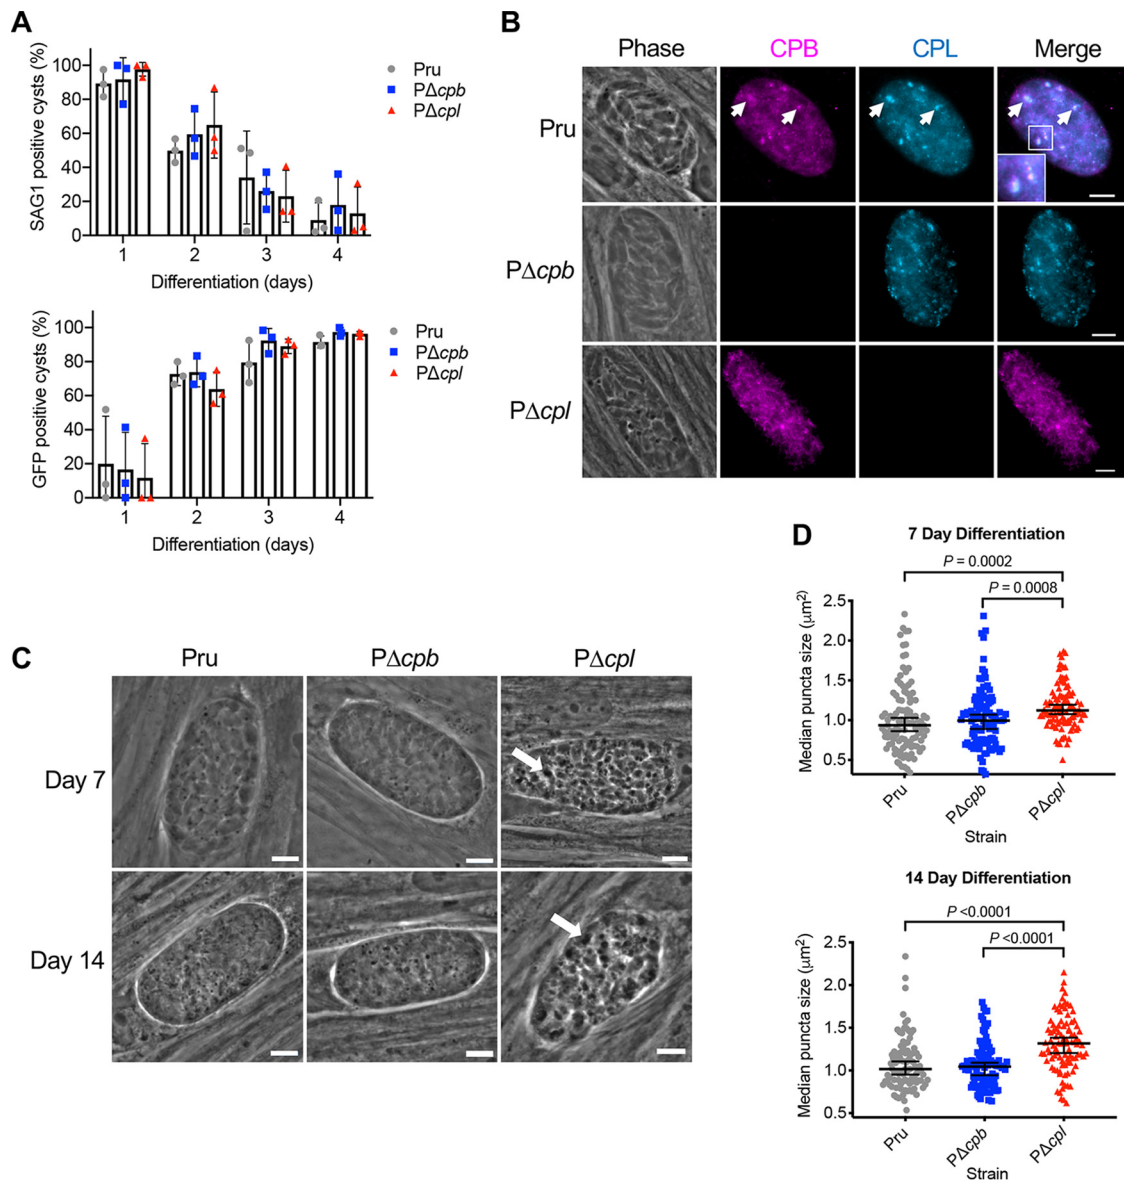 A
SAG1 positive cysts (%)
100
80
60
40
20
0
1 2 3 4
Differentiation (days)
Pru
PΔcpb
PΔcpl
GFP positive cysts (%)
100
80
60
40
20
0
1 2 3 4
Differentiation (days)
Pru
PΔcpb
PΔcpl
B
Phase CPB CPL Merge
Pru
PΔcpb
PΔcpl
C
Pru PΔcpb PΔcpl
Day 7
Day 14
D
7 Day Differentiation
P = 0.0002
P = 0.0008
Median puncta size (μm²)
2.5
2.0
1.5
1.0
0.5
Pru PΔcpb PΔcpl
Strain
14 Day Differentiation
P <0.0001
P <0.0001
Median puncta size (μm²)
2.5
2.0
1.5
1.0
0.5
Pru PΔcpb PΔcpl
Strain